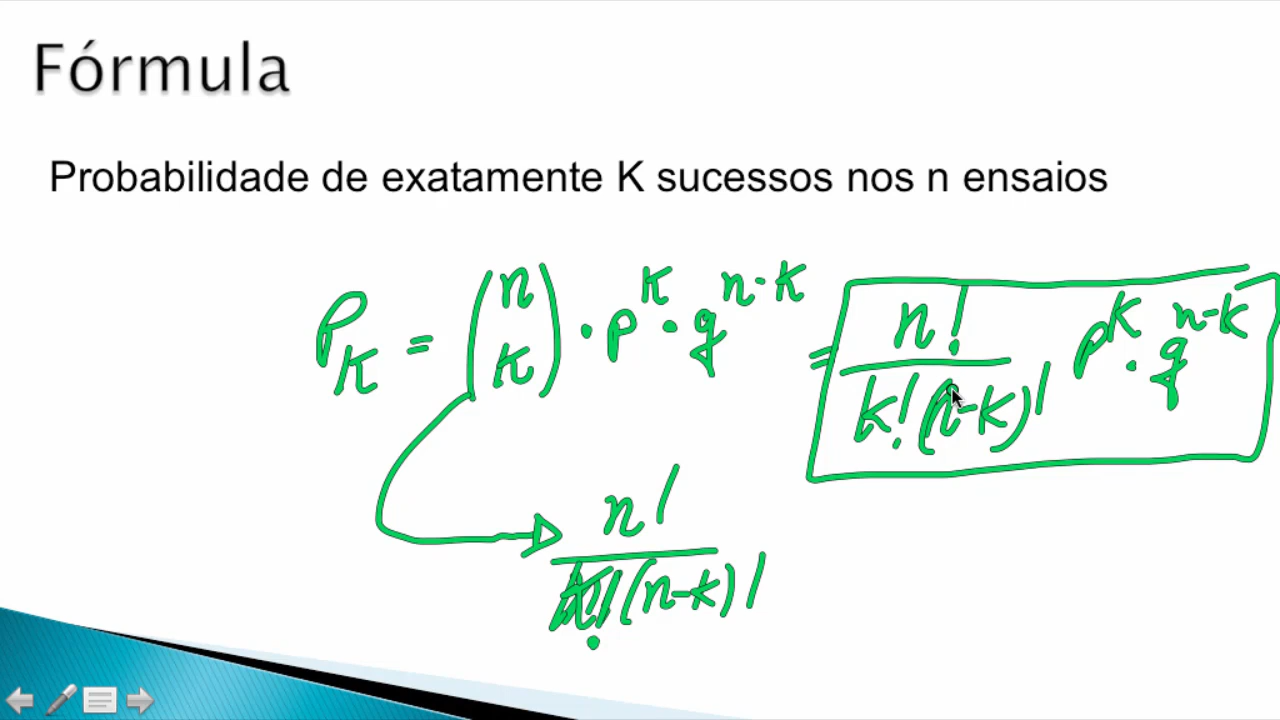 Fórmula
Probabilidade de exatamente K sucessos nos n ensaios
P_K = (n K) · p^K · q^{n-K} = n! / K!(n-K)! p^K · q^{n-K}
n! / K!(n-K)!